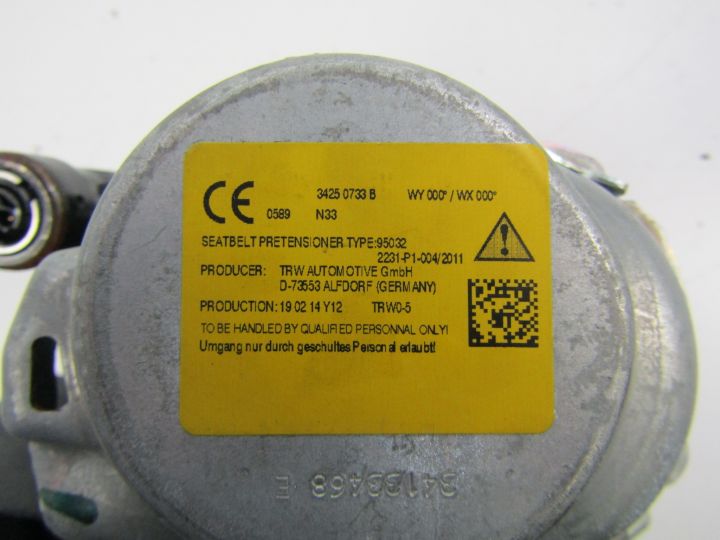 CE 3425 0733 B WY 000° / WX 000°
0589 N33
SEATBELT PRETENSIONER-TYPE:95032
2231-P1-004/2011
PRODUCER: TRW AUTOMOTIVE GmbH
D-73553 ALFDORF (GERMANY)
PRODUCTION: 19 02 14 Y12 TRW0-5
TO BE HANDLED BY QUALIFIED PERSONNAL ONLY!
Umgang nur durch geschultes Personal erlaubt!
34133468 E